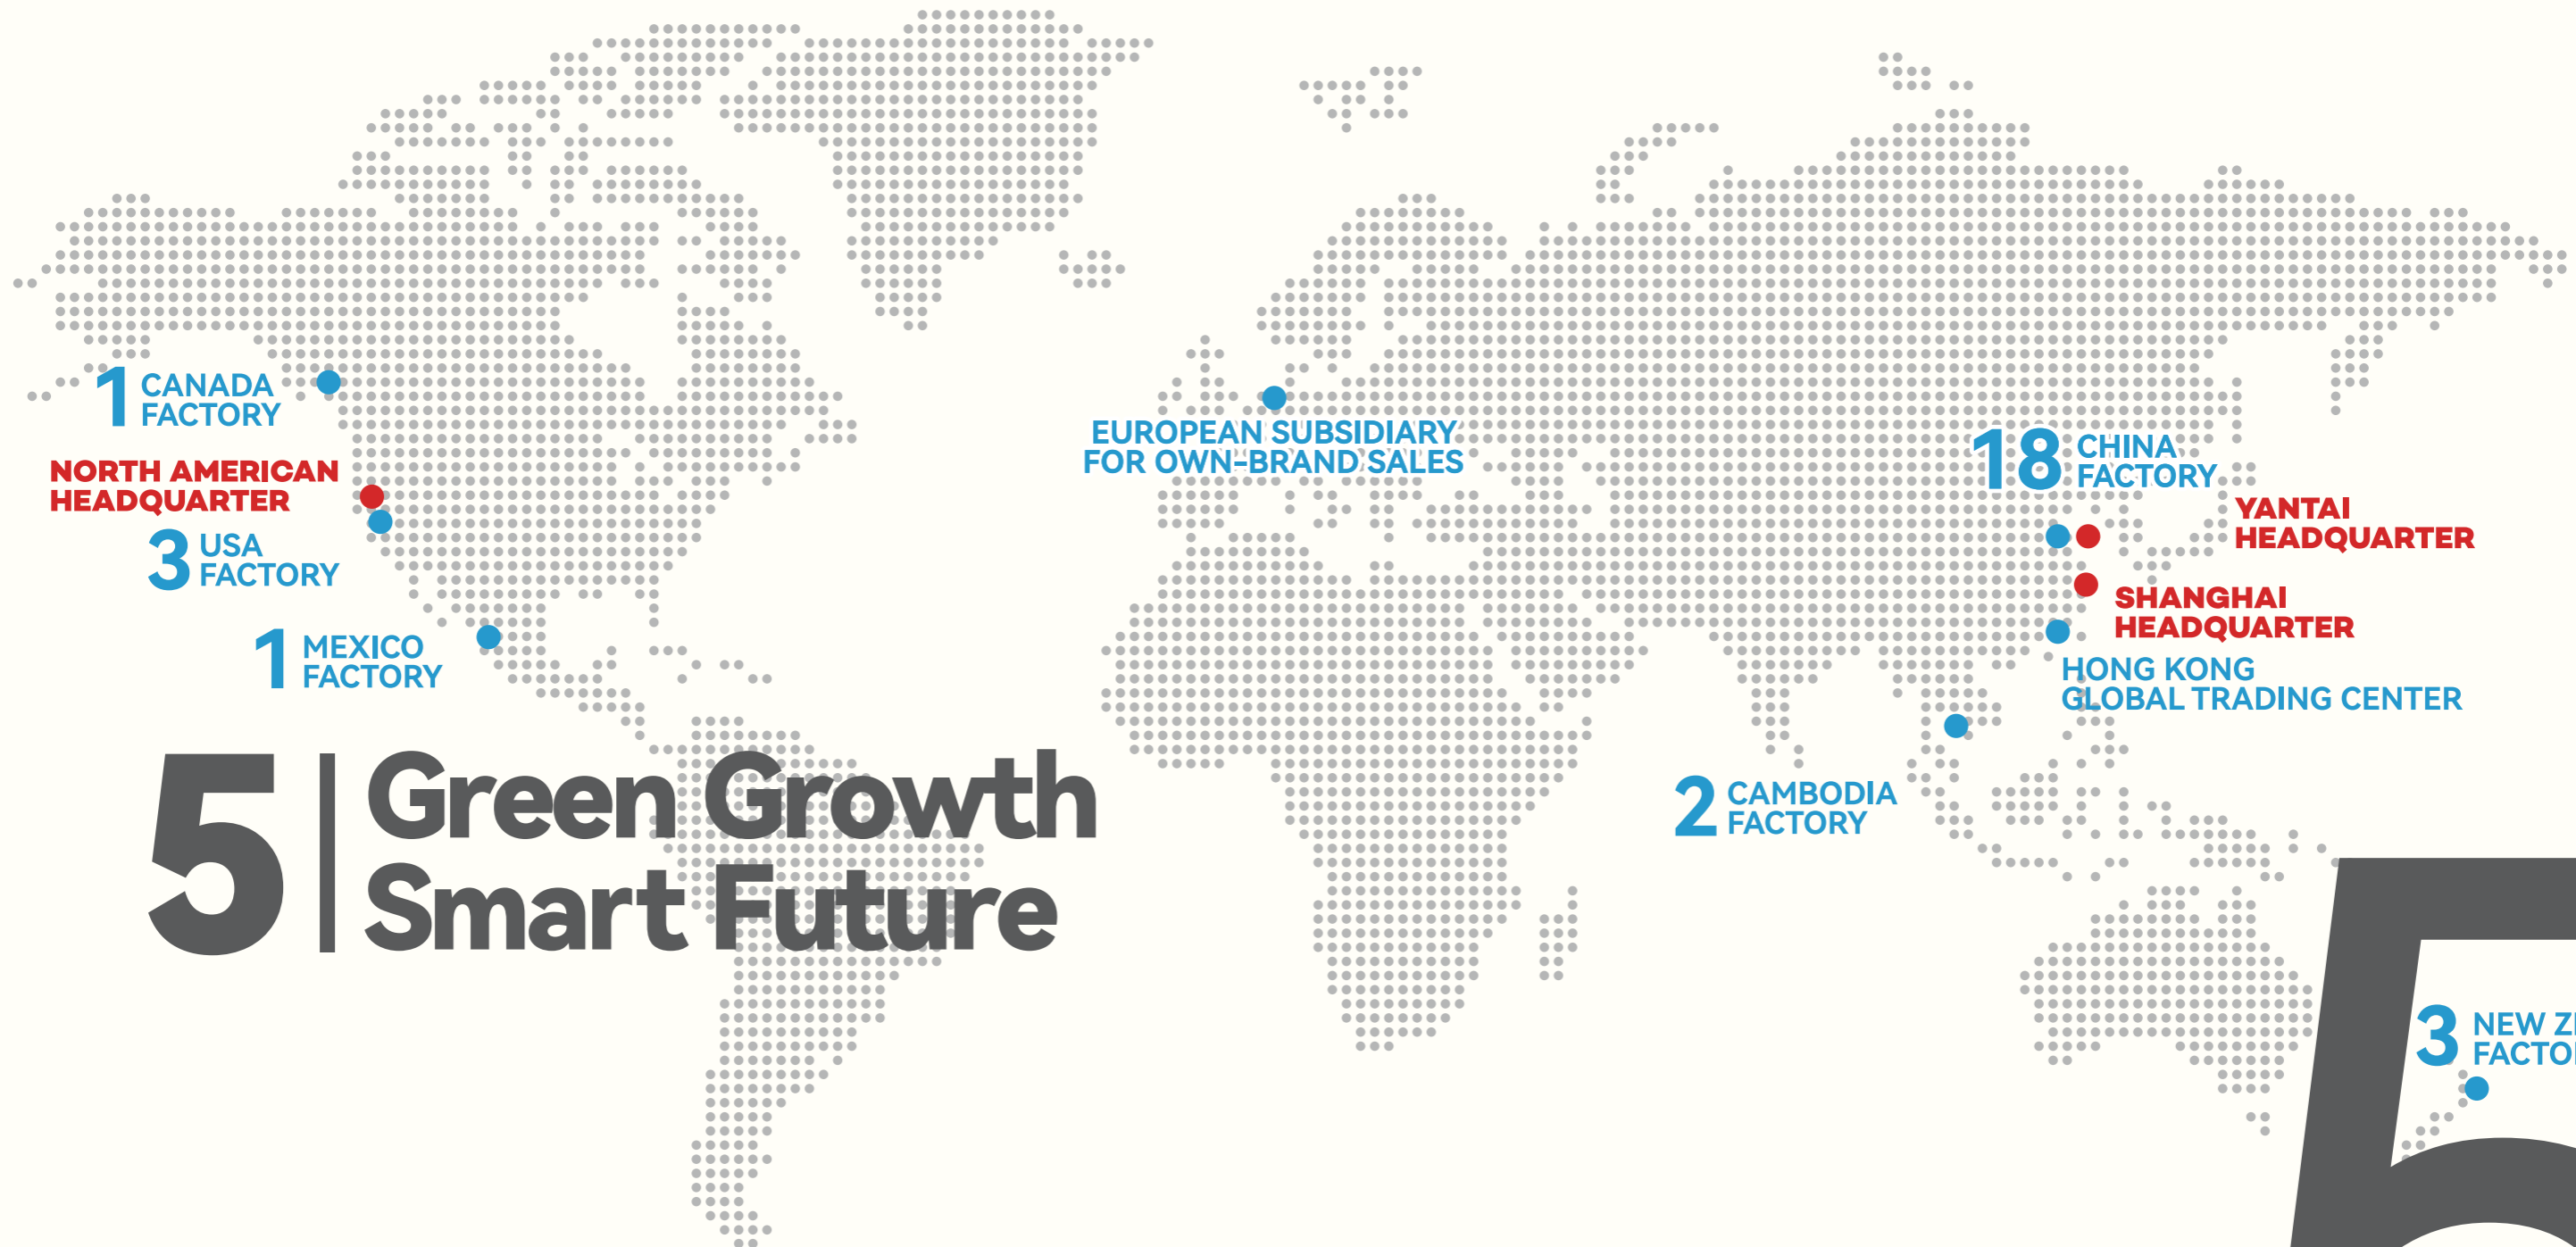 1 CANADA
FACTORY
NORTH AMERICAN
HEADQUARTER
3 USA
FACTORY
1 MEXICO
FACTORY
EUROPEAN SUBSIDIARY
FOR OWN-BRAND SALES
18 CHINA
FACTORY
YANTAI
HEADQUARTER
SHANGHAI
HEADQUARTER
HONG KONG
GLOBAL TRADING CENTER
2 CAMBODIA
FACTORY
5 Green Growth
Smart Future
5
3 NEW